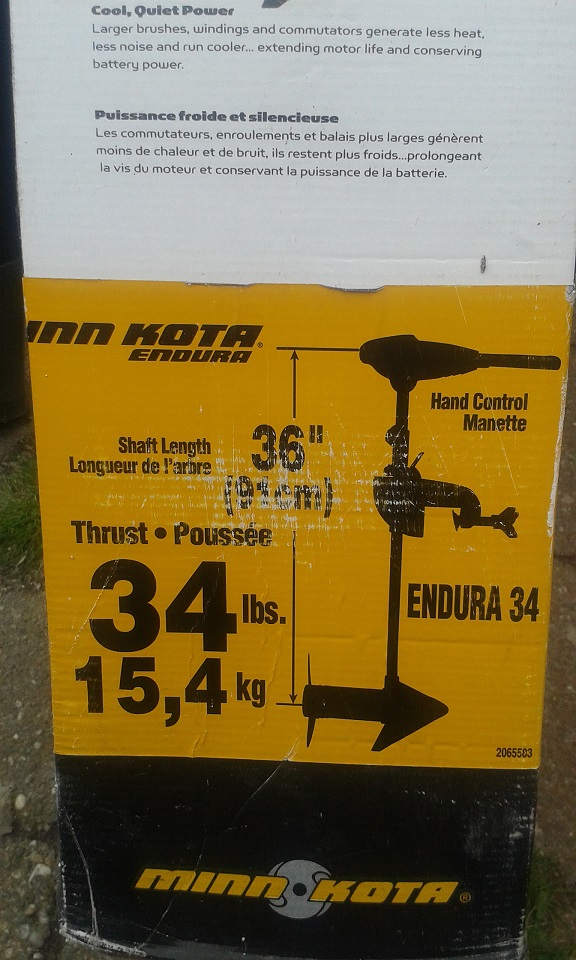 Cool, Quiet Power
Larger brushes, windings and commutators generate less heat,
less noise and run cooler... extending motor life and conserving
battery power.
Puissance froide et silencieuse
Les commutateurs, enroulements et balais plus larges génèrent
moins de chaleur et de bruit, ils restent plus froids...prolongeant
la vis du moteur et conservant la puissance de la batterie.
INN KOTA®
ENDURA
Hand Control
Manette
Shaft Length
Longueur de l'arbre
36"
(91cm)
Thrust • Poussée
34 lbs.
15,4 kg
ENDURA 34
2065583
MINN KOTA®